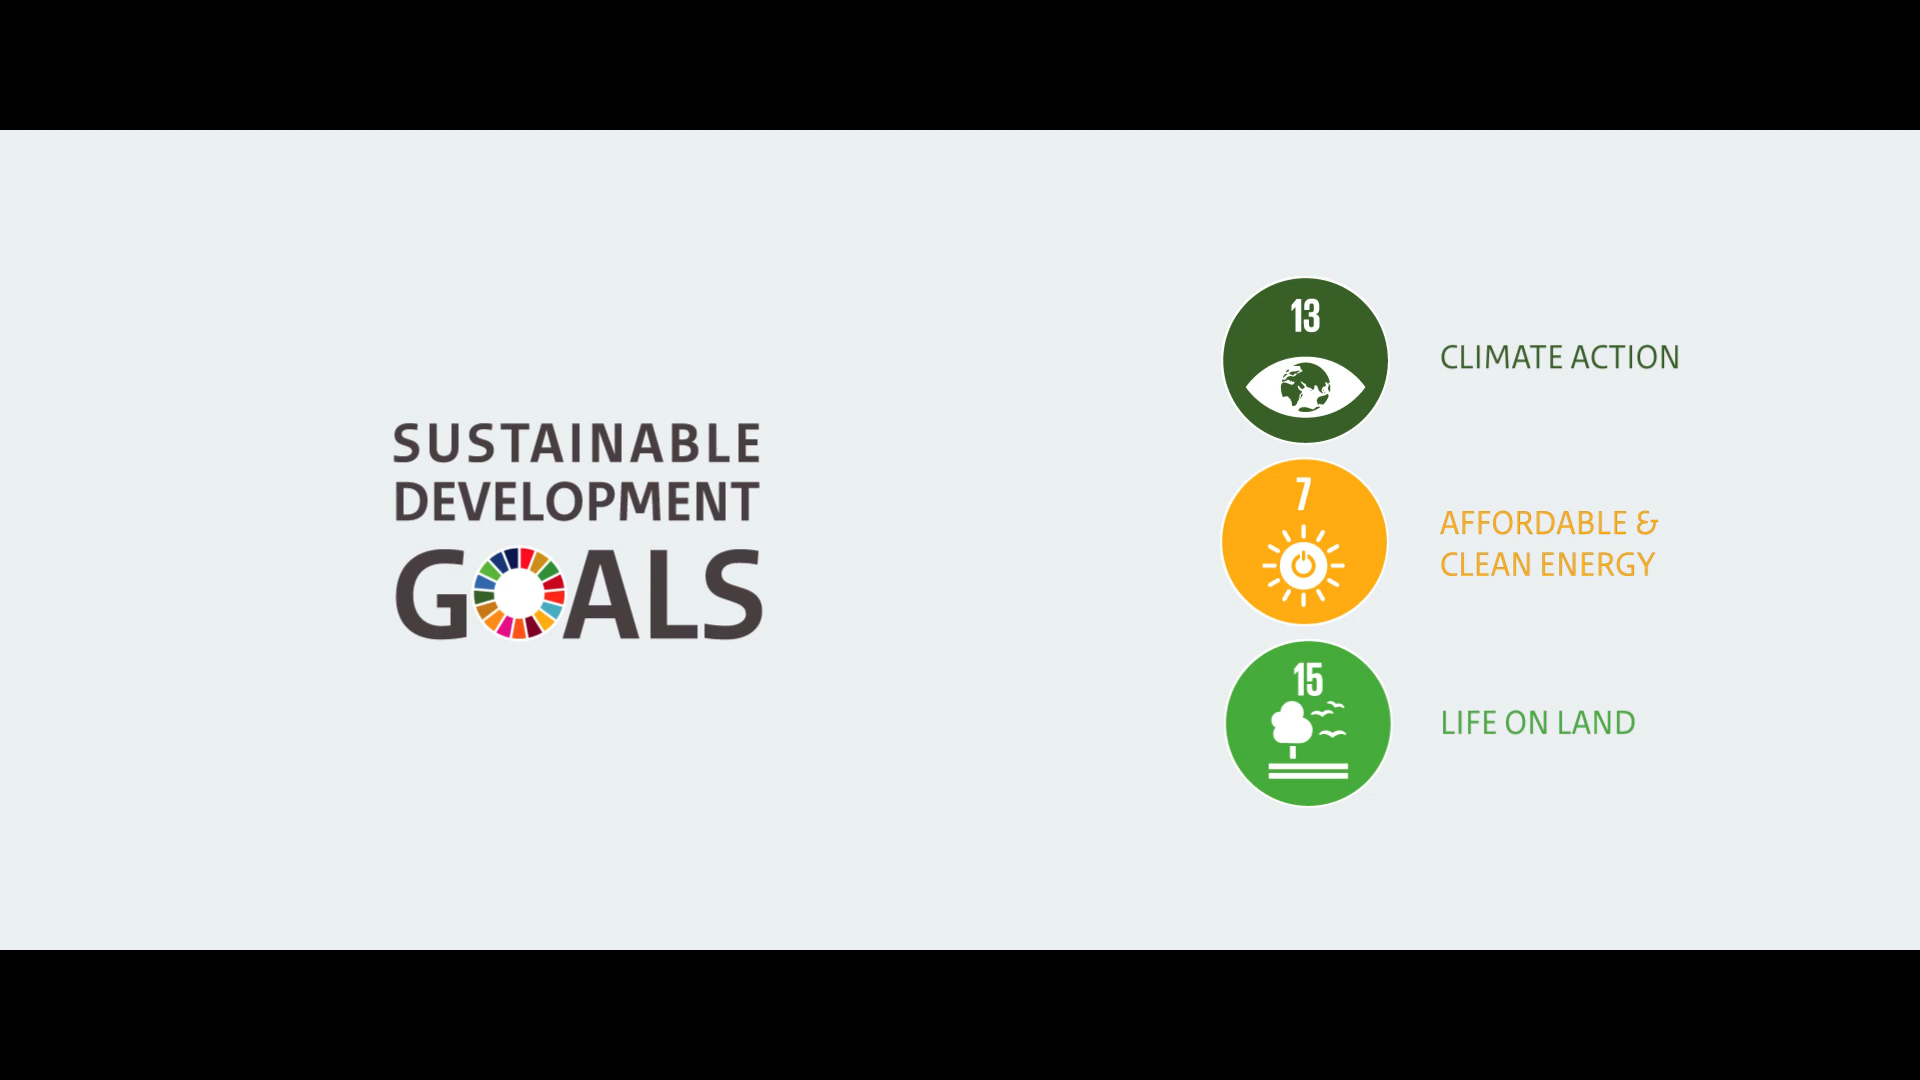 SUSTAINABLE
DEVELOPMENT
GOALS
13
CLIMATE ACTION
7
AFFORDABLE &
CLEAN ENERGY
15
LIFE ON LAND